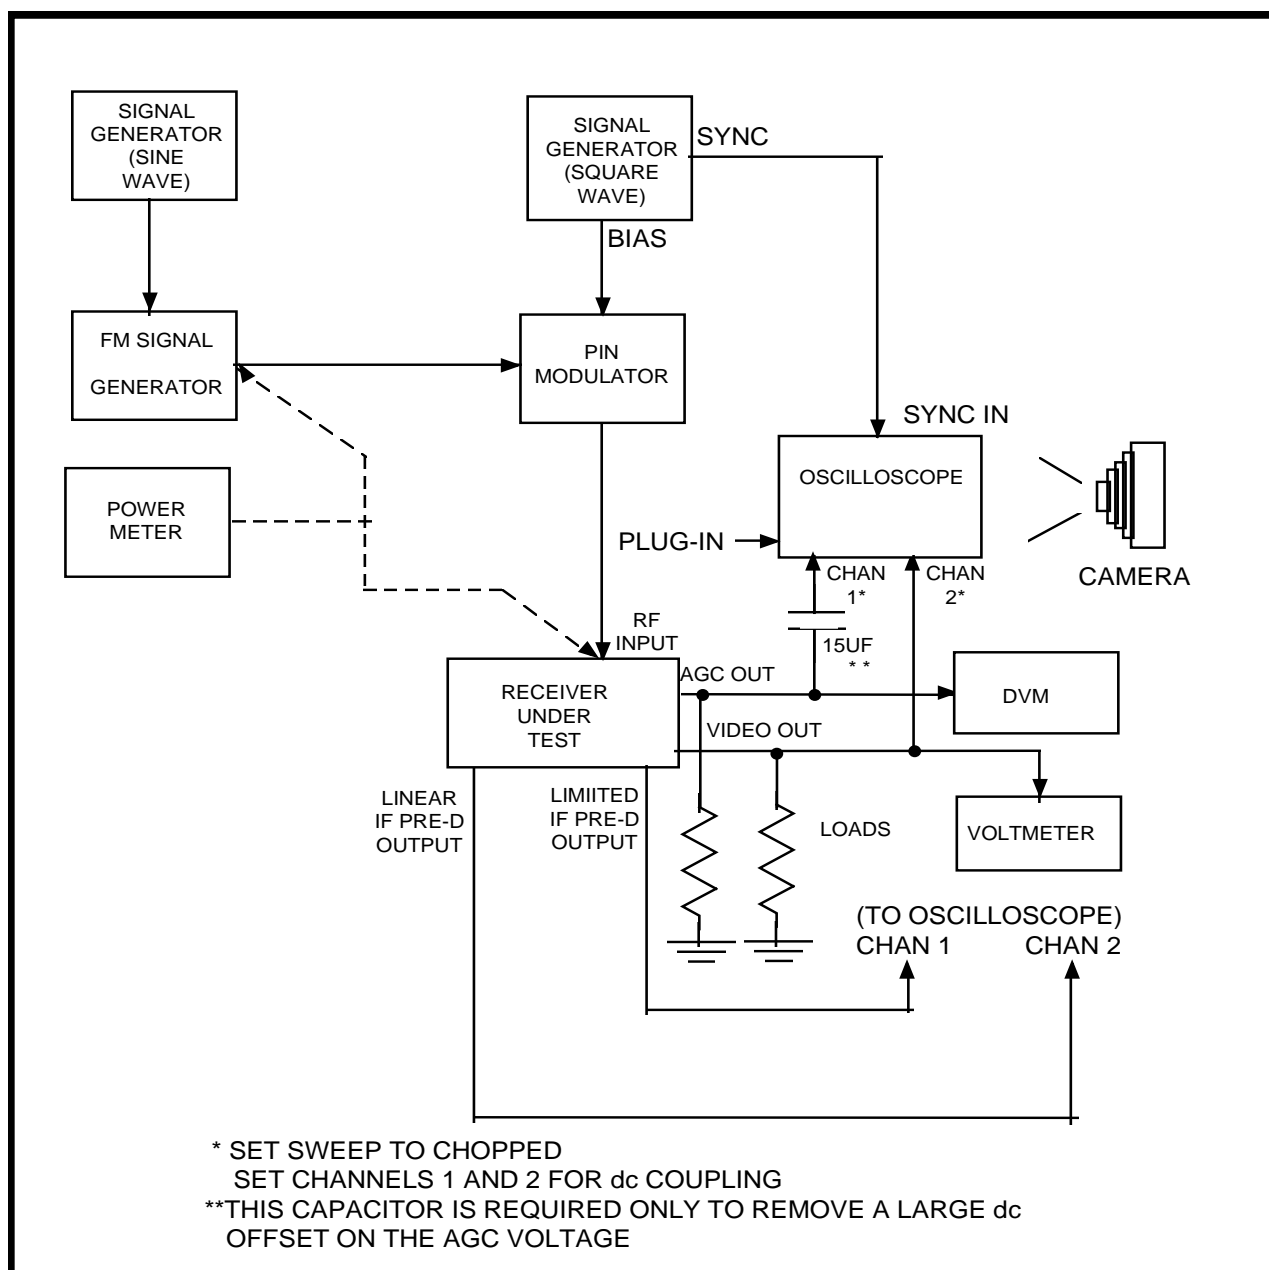 SIGNAL
GENERATOR
(SINE
WAVE)
SIGNAL
GENERATOR
(SQUARE
WAVE)
SYNC
BIAS
FM SIGNAL
GENERATOR
PIN
MODULATOR
SYNC IN
OSCILLOSCOPE
POWER
METER
PLUG-IN
CHAN
1*
CHAN
2*
CAMERA
RF
INPUT
15UF
* *
AGC OUT
RECEIVER
UNDER
TEST
DVM
VIDEO OUT
LINEAR
IF PRE-D
OUTPUT
LIMIITED
IF PRE-D
OUTPUT
LOADS
VOLTMETER
(TO OSCILLOSCOPE)
CHAN 1
CHAN 2
* SET SWEEP TO CHOPPED
SET CHANNELS 1 AND 2 FOR dc COUPLING
**THIS CAPACITOR IS REQUIRED ONLY TO REMOVE A LARGE dc
OFFSET ON THE AGC VOLTAGE